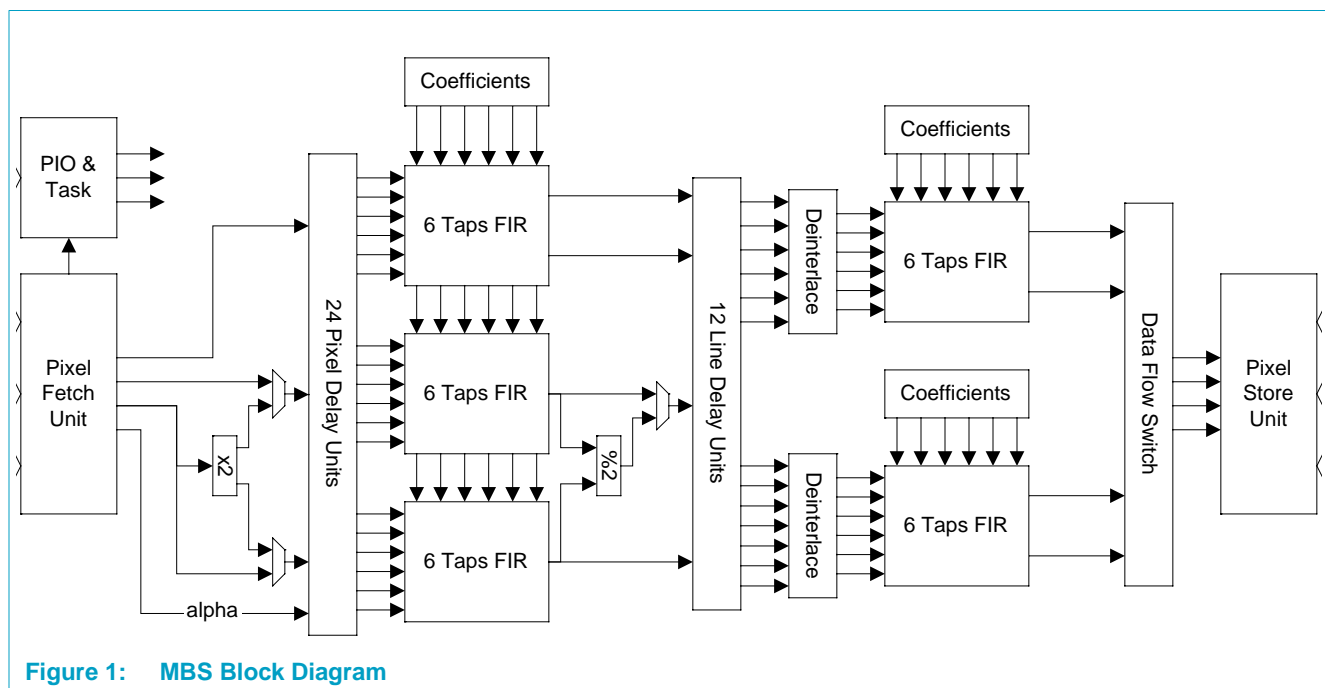 Coefficients
PIO &
Task
6 Taps FIR
Pixel
Fetch
Unit
x2
alpha
24 Pixel Delay Units
6 Taps FIR
6 Taps FIR
%2
12 Line Delay Units
Deinterlace
Deinterlace
Coefficients
6 Taps FIR
Coefficients
6 Taps FIR
Data Flow Switch
Pixel
Store
Unit
Figure 1: MBS Block Diagram